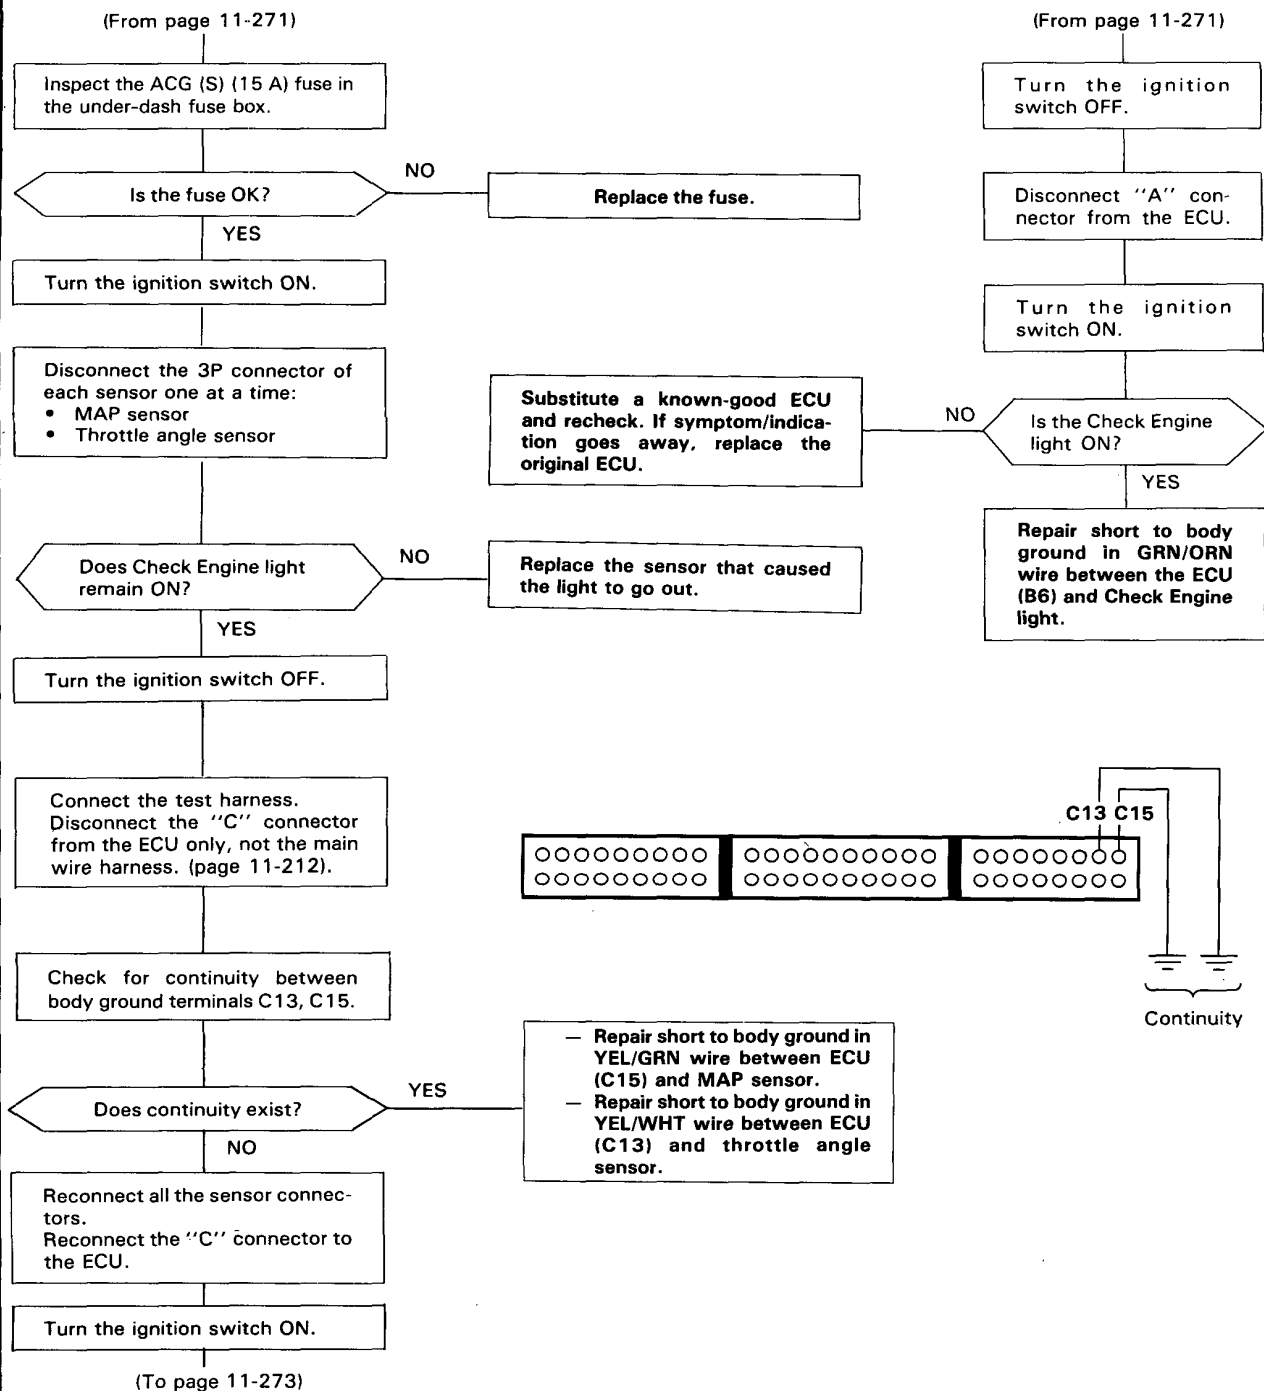 (From page 11-271)
Inspect the ACG (S) (15 A) fuse in
the under-dash fuse box.
Is the fuse OK?
NO
Replace the fuse.
YES
Turn the ignition switch ON.
Disconnect the 3P connector of
each sensor one at a time:
• MAP sensor
• Throttle angle sensor
Does Check Engine light
remain ON?
NO
Replace the sensor that caused
the light to go out.
YES
Turn the ignition switch OFF.
Connect the test harness.
Disconnect the "C" connector
from the ECU only, not the main
wire harness. (page 11-212).
Check for continuity between
body ground terminals C13, C15.
Does continuity exist?
YES
— Repair short to body ground in
YEL/GRN wire between ECU
(C15) and MAP sensor.
— Repair short to body ground in
YEL/WHT wire between ECU
(C13) and throttle angle
sensor.
NO
Reconnect all the sensor connec-
tors.
Reconnect the "C" connector to
the ECU.
Turn the ignition switch ON.
(To page 11-273)
(From page 11-271)
Turn the ignition
switch OFF.
Disconnect "A" con-
nector from the ECU.
Turn the ignition
switch ON.
Is the Check Engine
light ON?
NO
Substitute a known-good ECU
and recheck. If symptom/indica-
tion goes away, replace the
original ECU.
YES
Repair short to body
ground in GRN/ORN
wire between the ECU
(B6) and Check Engine
light.
C13 C15
Continuity